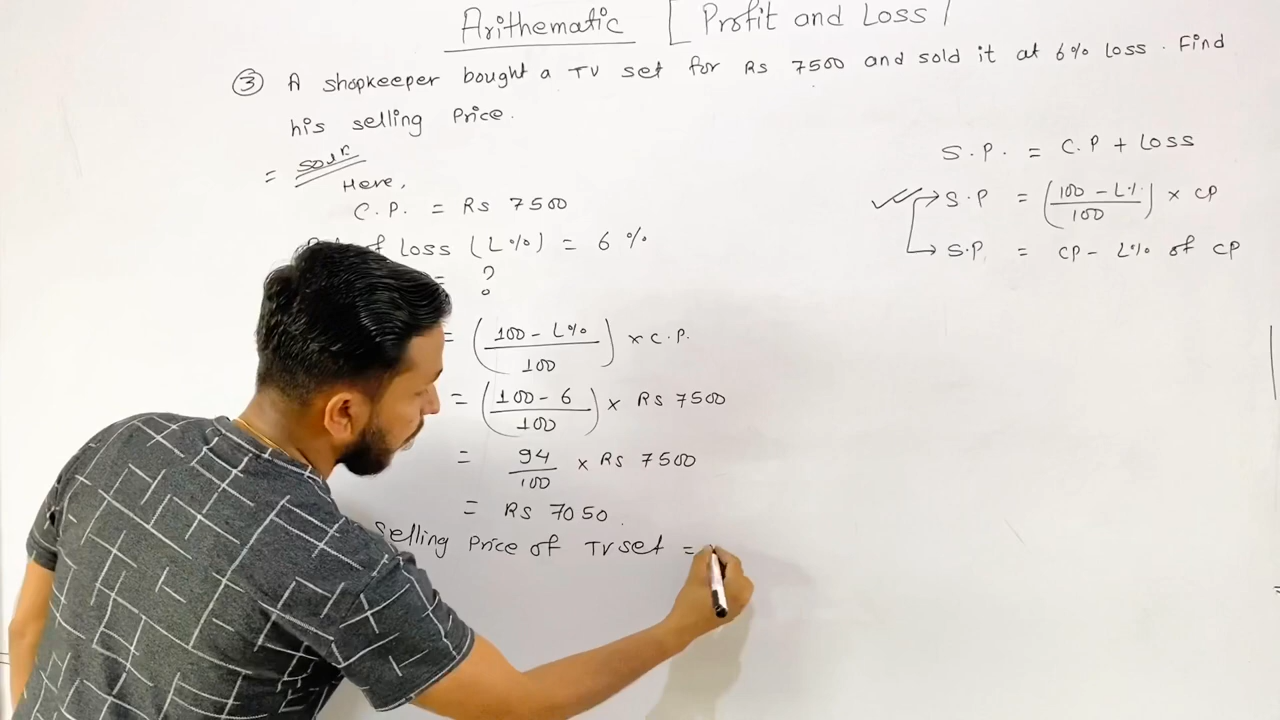 Arithematic [ Profit and Loss ]
③ A shopkeeper bought a TV set for Rs 7500 and sold it at 6% loss. Find
his selling Price.
= Solⁿ
Here,
C.P. = Rs 7500
of Loss (L%) = 6 %
= ?
= (100 - L% / 100) × C.P.
= (100 - 6 / 100) × Rs 7500
= 94/100 × Rs 7500
= Rs 7050.
Selling Price of TV set =
S.P. = C.P + Loss
S.P = (100 - L% / 100) × CP
S.P. = CP - L% of CP